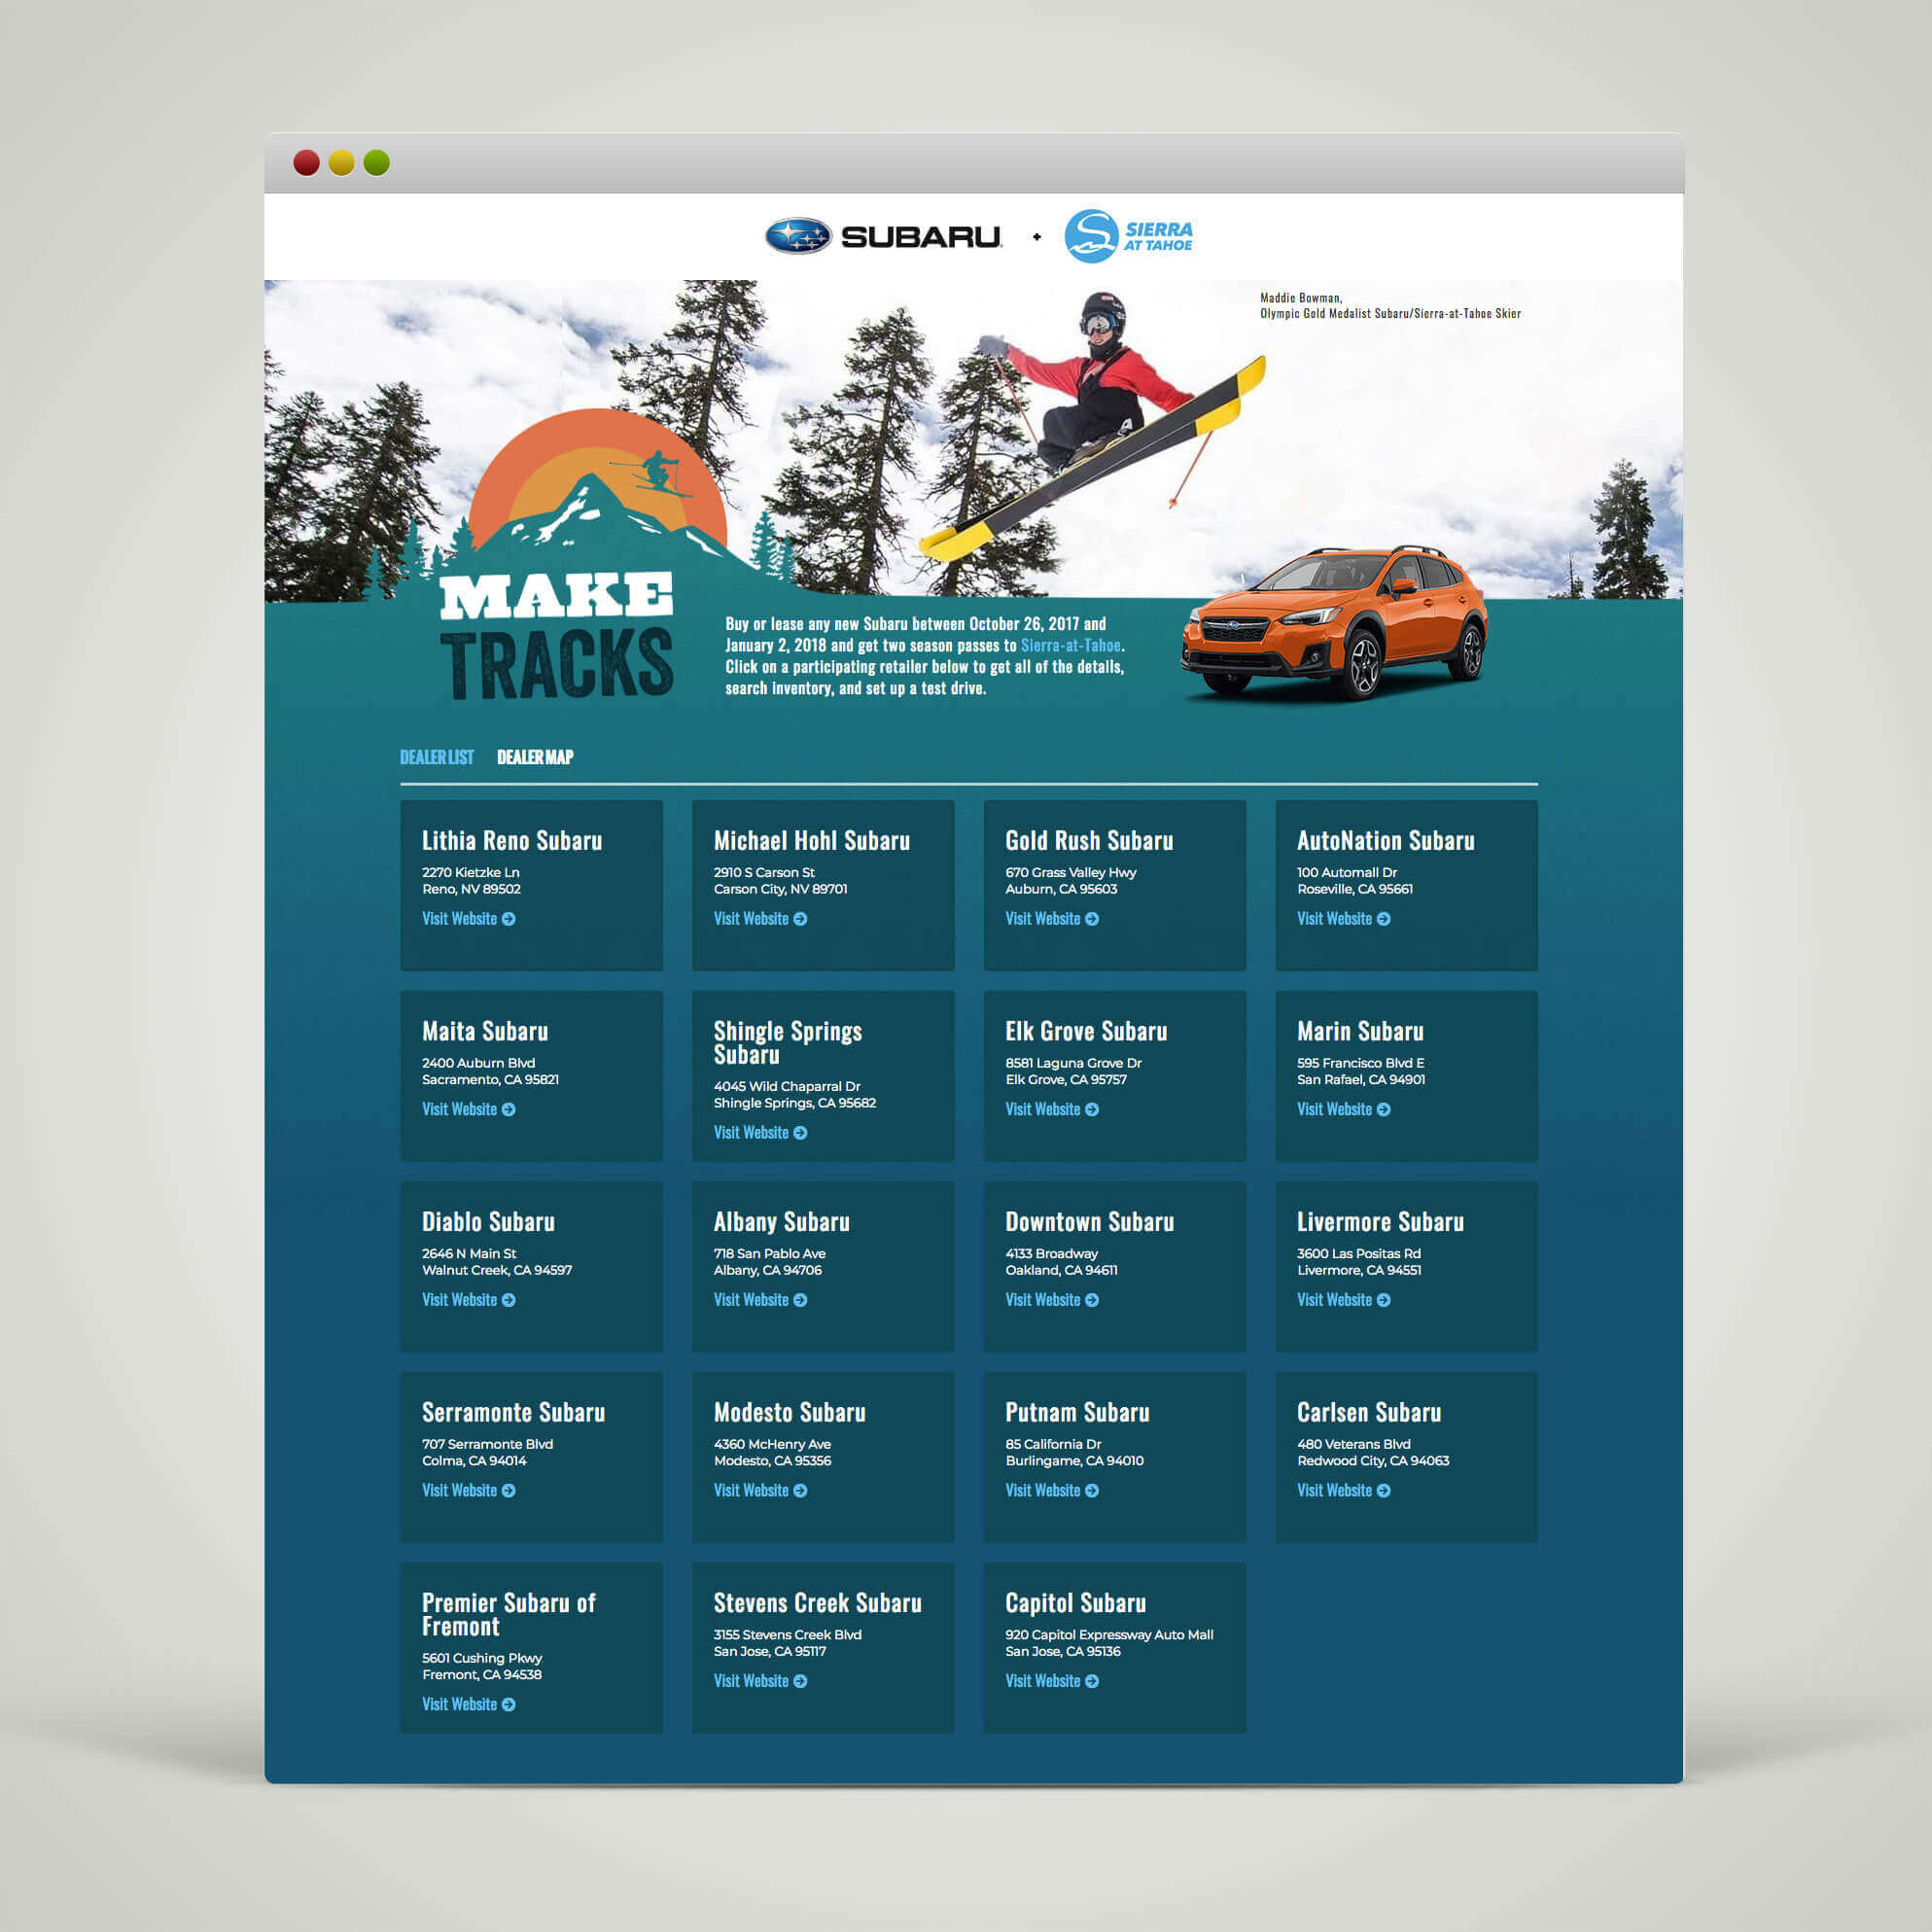 SUBARU
+
SIERRA
AT TAHOE
Maddie Bowman,
Olympic Gold Medalist Subaru/Sierra-at-Tahoe Skier
MAKE
TRACKS
Buy or lease any new Subaru between October 26, 2017 and
January 2, 2018 and get two season passes to Sierra-at-Tahoe.
Click on a participating retailer below to get all of the details,
search inventory, and set up a test drive.
DEALER LIST
DEALER MAP
Lithia Reno Subaru
2270 Kietzke Ln
Reno, NV 89502
Visit Website
Michael Hohl Subaru
2910 S Carson St
Carson City, NV 89701
Visit Website
Gold Rush Subaru
670 Grass Valley Hwy
Auburn, CA 95603
Visit Website
AutoNation Subaru
100 Automall Dr
Roseville, CA 95661
Visit Website
Maita Subaru
2400 Auburn Blvd
Sacramento, CA 95821
Visit Website
Shingle Springs
Subaru
4045 Wild Chaparral Dr
Shingle Springs, CA 95682
Visit Website
Elk Grove Subaru
8581 Laguna Grove Dr
Elk Grove, CA 95757
Visit Website
Marin Subaru
595 Francisco Blvd E
San Rafael, CA 94901
Visit Website
Diablo Subaru
2646 N Main St
Walnut Creek, CA 94597
Visit Website
Albany Subaru
718 San Pablo Ave
Albany, CA 94706
Visit Website
Downtown Subaru
4133 Broadway
Oakland, CA 94611
Visit Website
Livermore Subaru
3600 Las Positas Rd
Livermore, CA 94551
Visit Website
Serramonte Subaru
707 Serramonte Blvd
Colma, CA 94014
Visit Website
Modesto Subaru
4360 McHenry Ave
Modesto, CA 95356
Visit Website
Putnam Subaru
85 California Dr
Burlingame, CA 94010
Visit Website
Carlsen Subaru
480 Veterans Blvd
Redwood City, CA 94063
Visit Website
Premier Subaru of
Fremont
5601 Cushing Pkwy
Fremont, CA 94538
Visit Website
Stevens Creek Subaru
3155 Stevens Creek Blvd
San Jose, CA 95117
Visit Website
Capitol Subaru
920 Capitol Expressway Auto Mall
San Jose, CA 95136
Visit Website